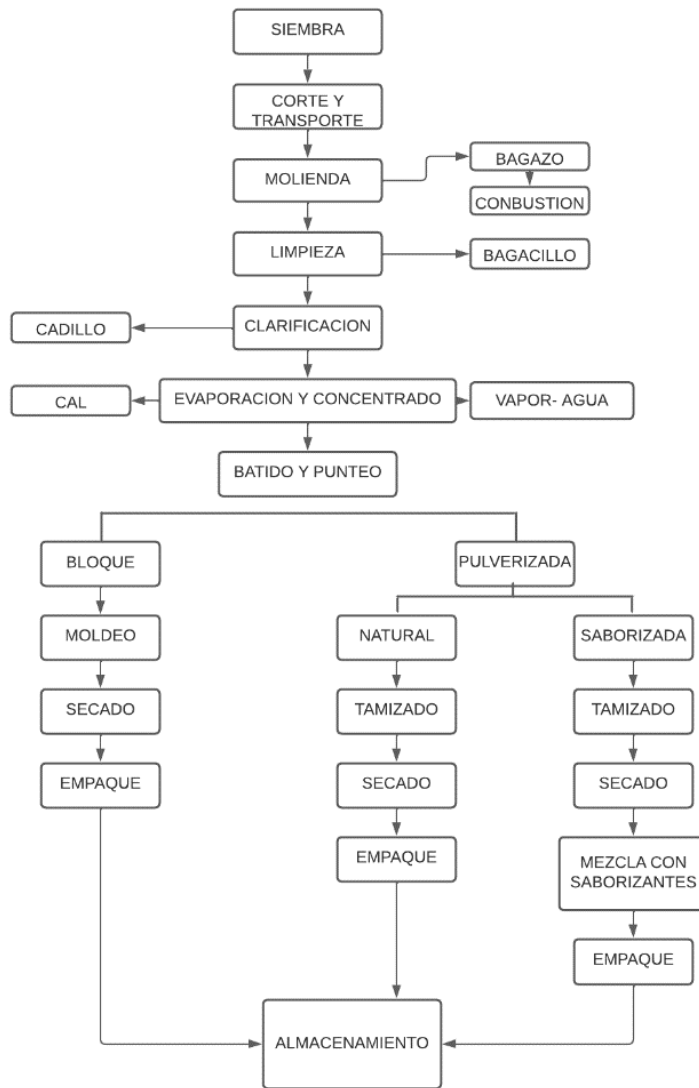 SIEMBRA
CORTE Y
TRANSPORTE
MOLIENDA
BAGAZO
CONBUSTION
LIMPIEZA
BAGACILLO
CLARIFICACION
CADILLO
EVAPORACION Y CONCENTRADO
CAL
VAPOR- AGUA
BATIDO Y PUNTEO
BLOQUE
PULVERIZADA
MOLDEO
NATURAL
SABORIZADA
SECADO
TAMIZADO
TAMIZADO
EMPAQUE
SECADO
SECADO
EMPAQUE
MEZCLA CON
SABORIZANTES
EMPAQUE
ALMACENAMIENTO